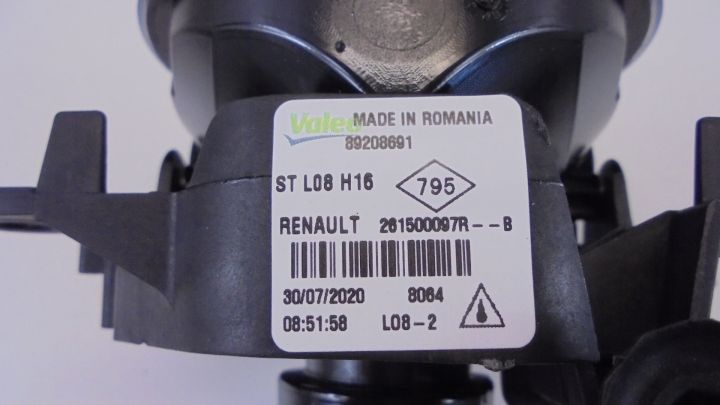 Valeo MADE IN ROMANIA
89208691
ST L08 H16 795
RENAULT 261500097R--B
30/07/2020 8064
08:51:58 L08-2